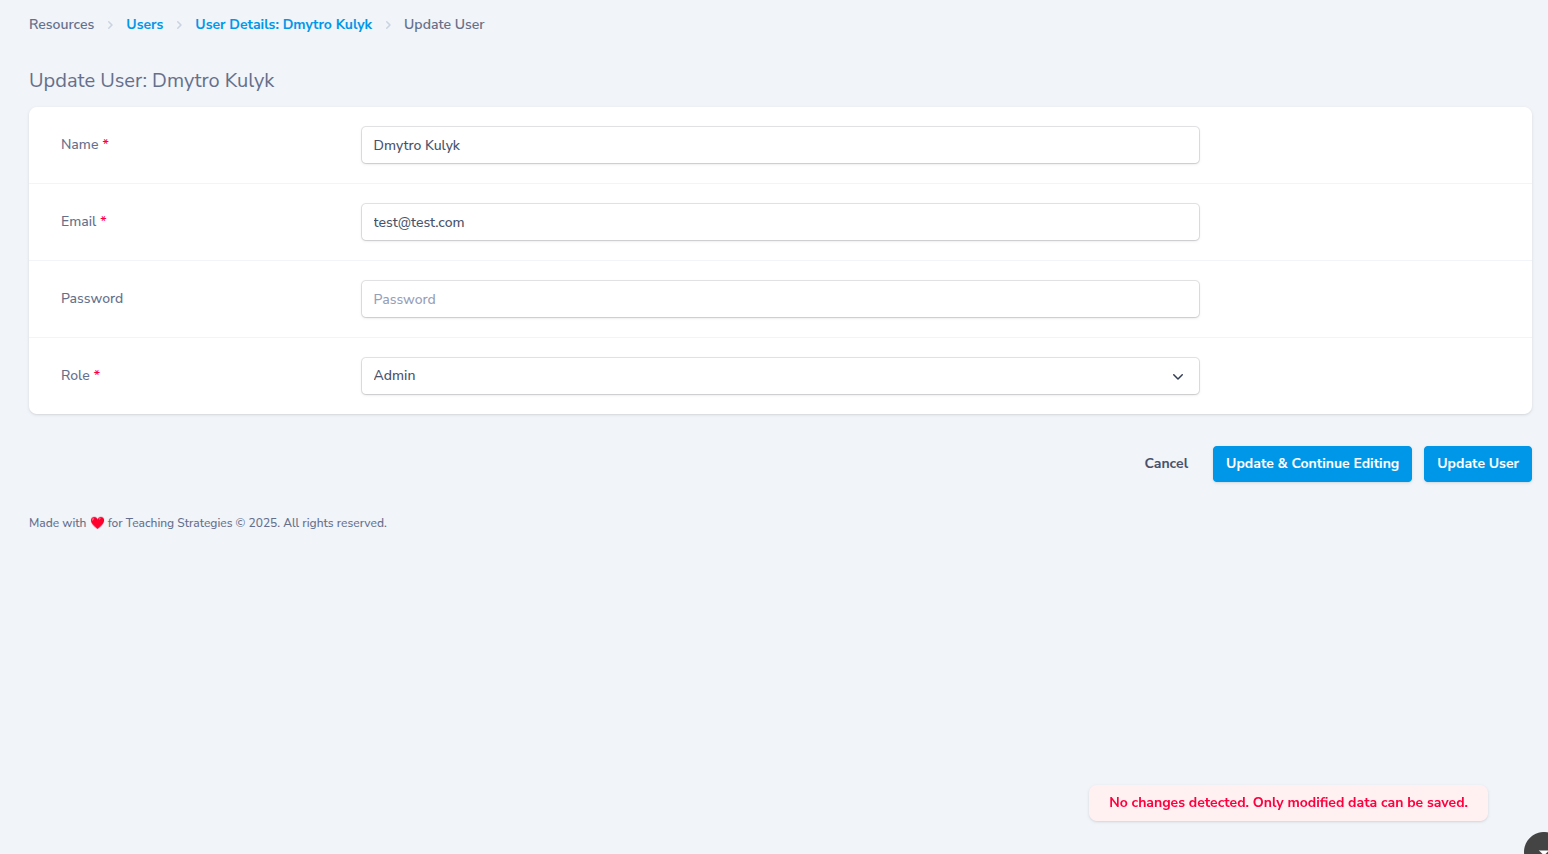 Resources > Users > User Details: Dmytro Kulyk > Update User
Update User: Dmytro Kulyk
Name * Dmytro Kulyk
Email * test@test.com
Password Password
Role * Admin
Cancel Update & Continue Editing Update User
Made with ❤️ for Teaching Strategies © 2025. All rights reserved.
No changes detected. Only modified data can be saved.